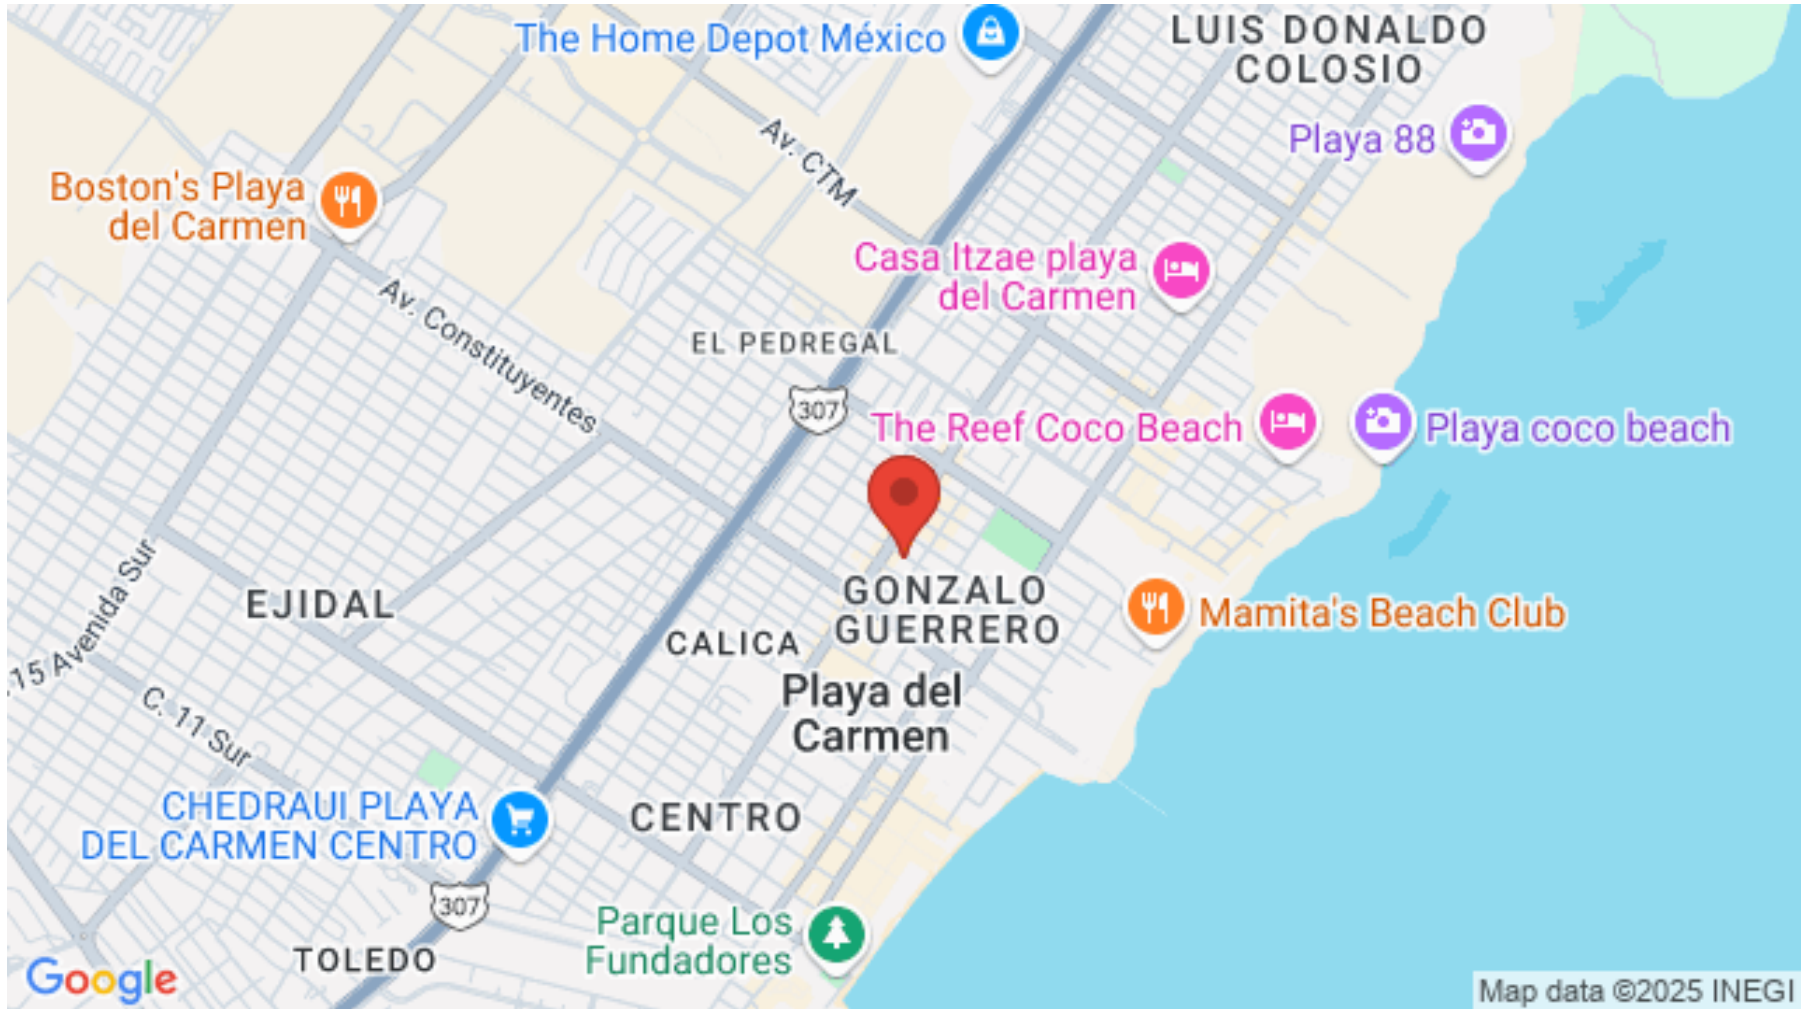 The Home Depot México
LUIS DONALDO
COLOSIO
Playa 88
Av. CTM
Boston's Playa
del Carmen
Casa Itzae playa
del Carmen
Av. Constituyentes
EL PEDREGAL
307
The Reef Coco Beach
Playa coco beach
GONZALO
GUERRERO
EJIDAL
Mamita's Beach Club
CALICA
15 Avenida Sur
Playa del
Carmen
C. 11 Sur
CHEDRAUI PLAYA
DEL CARMEN CENTRO
CENTRO
307
Parque Los
Fundadores
TOLEDO
Google
Map data ©2025 INEGI